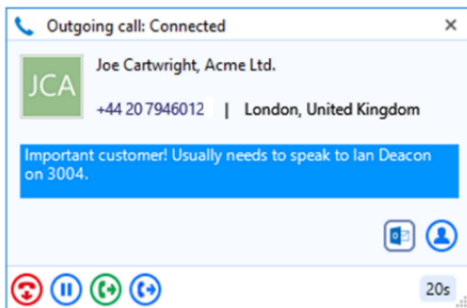 Outgoing call: Connected
JCA
Joe Cartwright, Acme Ltd.
+44 20 7946012 | London, United Kingdom
Important customer! Usually needs to speak to Ian Deacon
on 3004.
20s